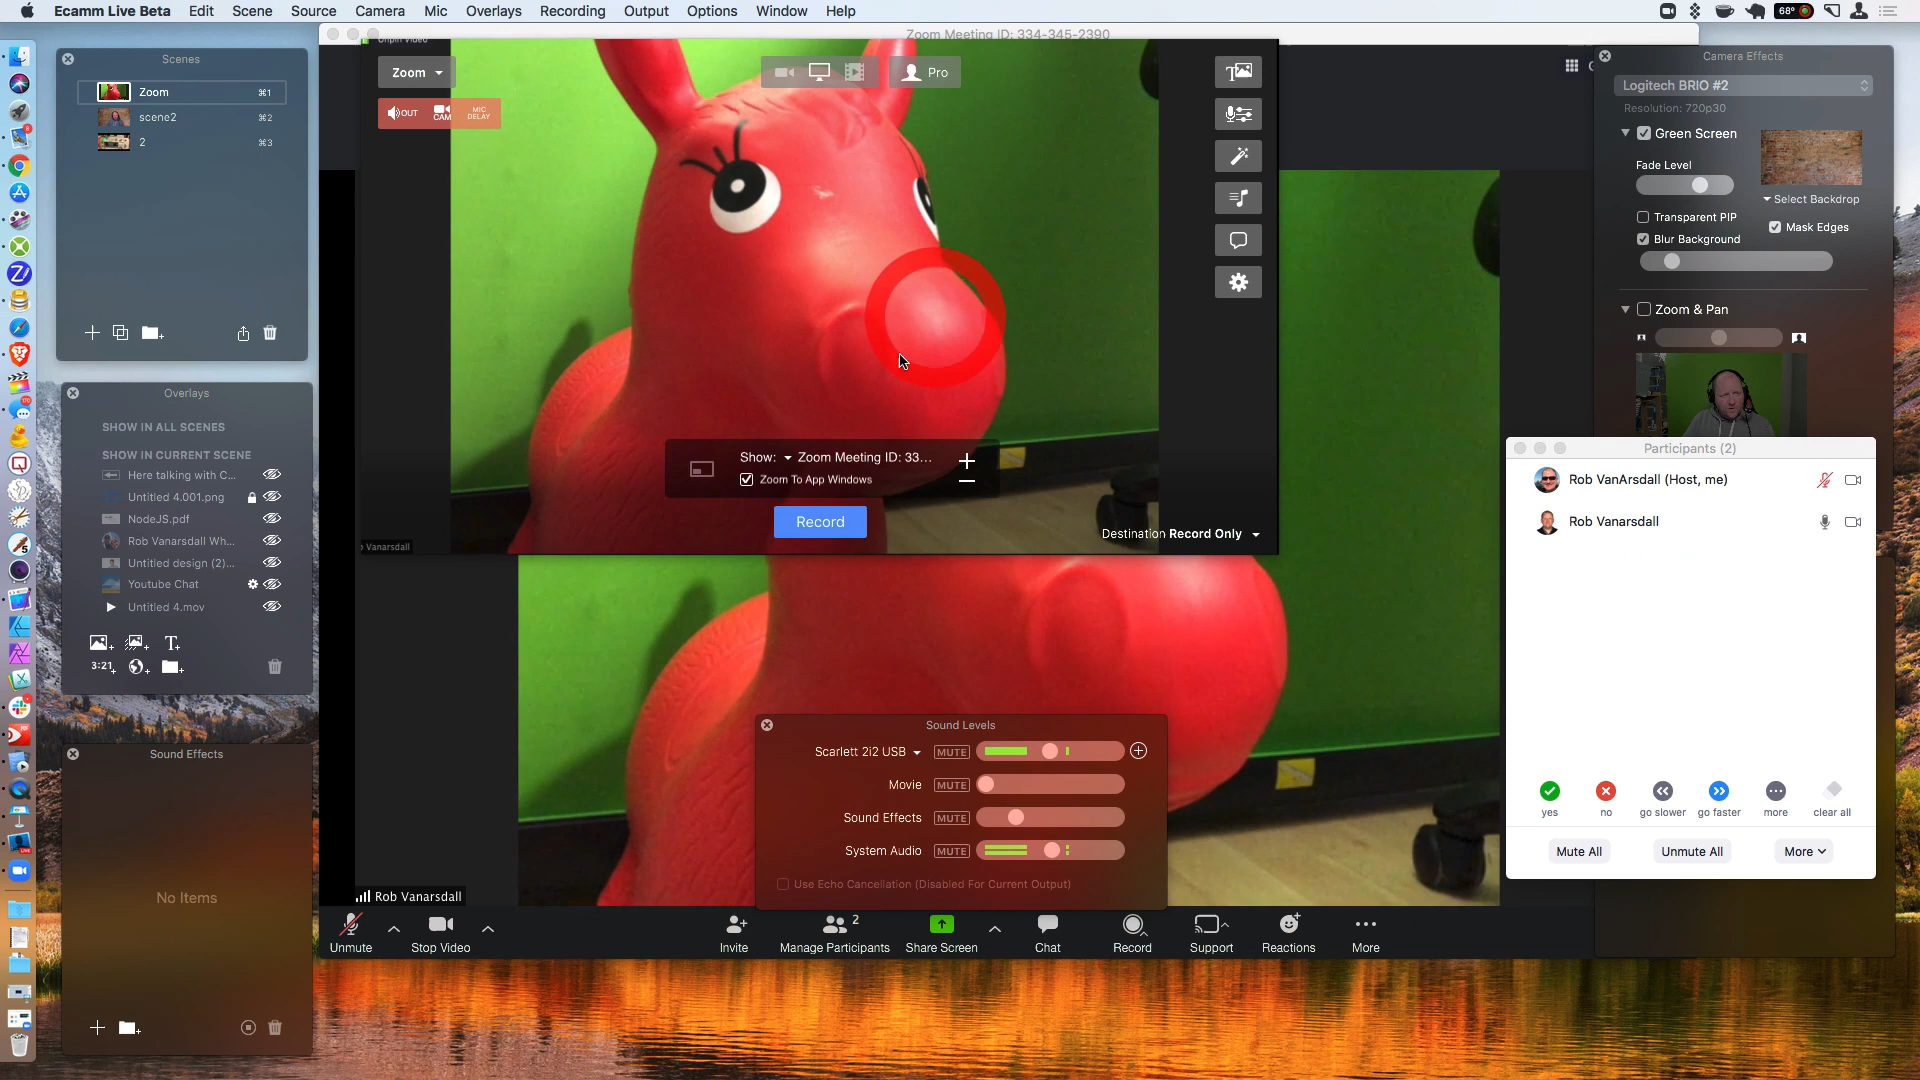 Ecamm Live Beta Edit Scene Source Camera Mic Overlays Recording Output Options Window Help
68°
Zoom Meeting ID: 334-345-2390
Unpin Video
Scenes
Zoom ⌘1
scene2 ⌘2
2 ⌘3
Zoom
OUT CAM MIC DELAY
Pro
Show: Zoom Meeting ID: 33...
Zoom To App Windows
Record
Destination Record Only
Vanarsdall
Camera Effects
Logitech BRIO #2
Resolution: 720p30
Green Screen
Fade Level
Select Backdrop
Transparent PIP
Mask Edges
Blur Background
Zoom & Pan
Overlays
SHOW IN ALL SCENES
SHOW IN CURRENT SCENE
Here talking with C...
Untitled 4.001.png
NodeJS.pdf
Rob Vanarsdall Wh...
Untitled design (2)...
Youtube Chat
Untitled 4.mov
3:21
Participants (2)
Rob VanArsdall (Host, me)
Rob Vanarsdall
yes no go slower go faster more clear all
Mute All Unmute All More
Sound Effects
No Items
Sound Levels
Scarlett 2i2 USB MUTE
Movie MUTE
Sound Effects MUTE
System Audio MUTE
Use Echo Cancellation (Disabled For Current Output)
Rob Vanarsdall
2
Unmute Stop Video Invite Manage Participants Share Screen Chat Record Support Reactions More